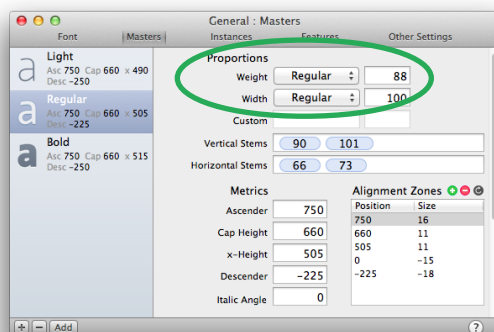 General : Masters
Font Masters Instances Features Other Settings
Light
Asc 750 Cap 660 x 490
Desc -250
Regular
Asc 750 Cap 660 x 505
Desc -225
Bold
Asc 750 Cap 660 x 515
Desc -250
Proportions
Weight Regular 88
Width Regular 100
Custom
Vertical Stems 90 101
Horizontal Stems 66 73
Metrics
Ascender 750
Cap Height 660
x-Height 505
Descender -225
Italic Angle 0
Alignment Zones
Position Size
750 16
660 11
505 11
0 -15
-225 -18
+ - Add ?